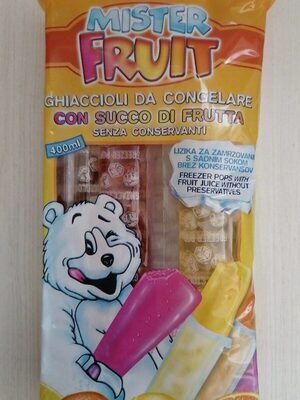 MISTER
FRUIT
GHIACCIOLI DA CONGELARE
CON SUCCO DI FRUTTA
SENZA CONSERVANTI
400ml
LIZIKA ZA ZAMRZOVANJE
S SADNIM SOKOM
BREZ KONSERVANSOV
FREEZER POPS WITH
FRUIT JUICE WITHOUT
PRESERVATIVES